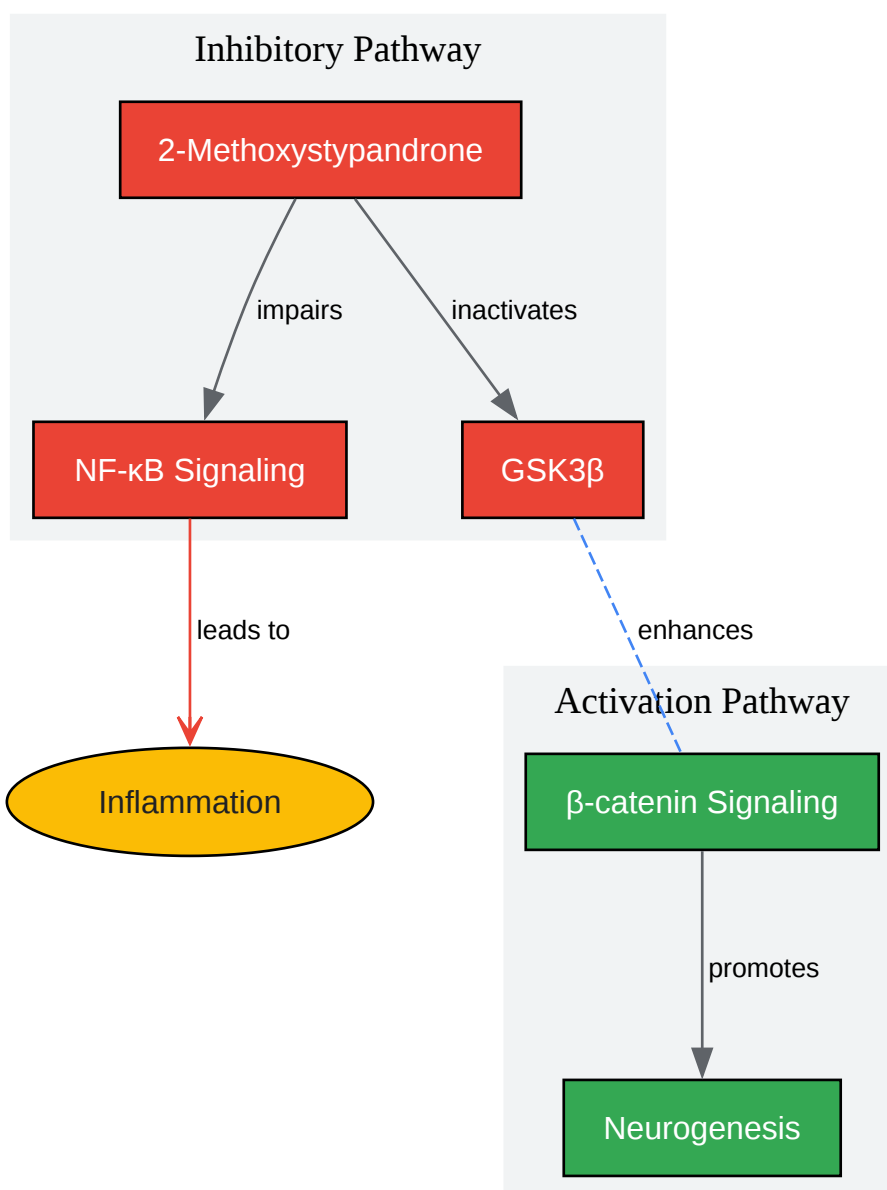 Inhibitory Pathway
2-Methoxystypandrone
impairs
inactivates
NF-κB Signaling
GSK3β
leads to
enhances
Activation Pathway
Inflammation
β-catenin Signaling
promotes
Neurogenesis